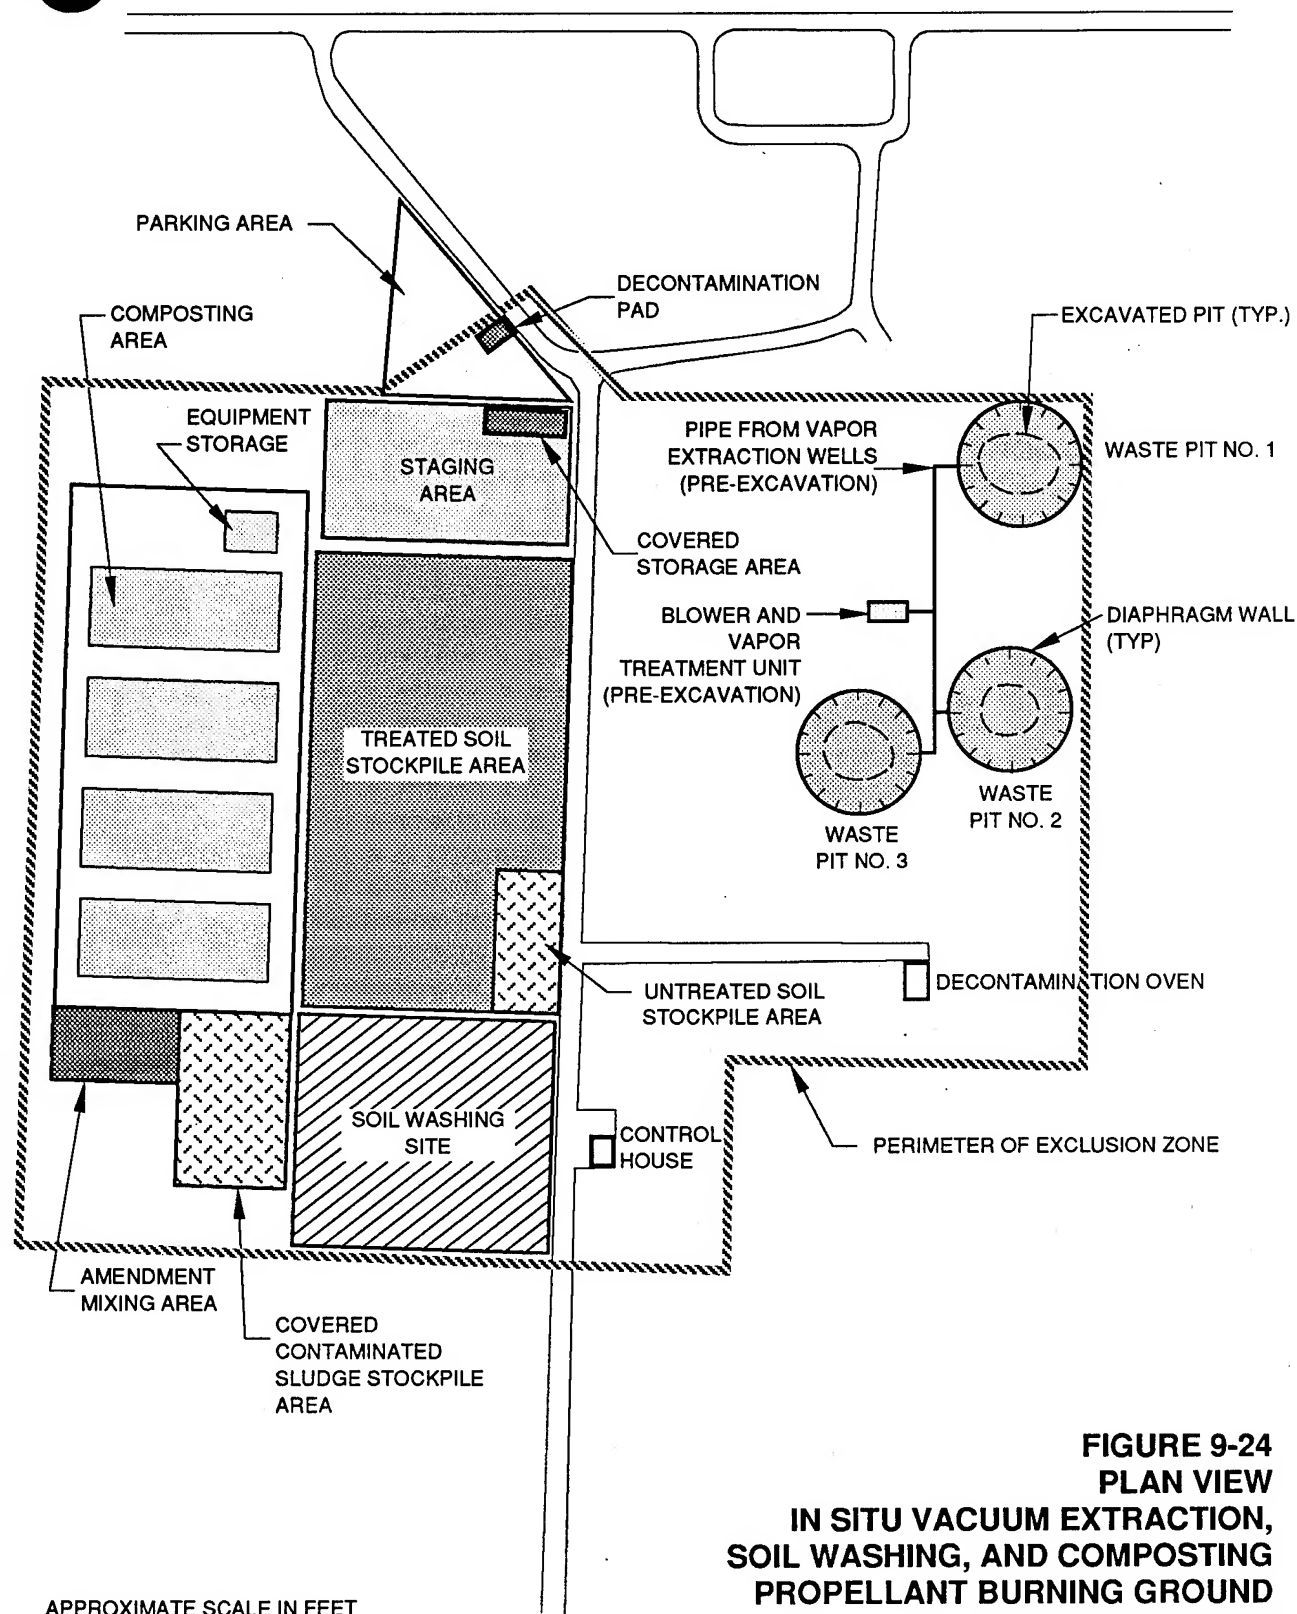 PARKING AREA
DECONTAMINATION
PAD
COMPOSTING
AREA
EXCAVATED PIT (TYP.)
EQUIPMENT
STORAGE
STAGING
AREA
PIPE FROM VAPOR
EXTRACTION WELLS
(PRE-EXCAVATION)
WASTE PIT NO. 1
COVERED
STORAGE AREA
BLOWER AND
VAPOR
TREATMENT UNIT
(PRE-EXCAVATION)
DIAPHRAGM WALL
(TYP)
TREATED SOIL
STOCKPILE AREA
WASTE
PIT NO. 2
WASTE
PIT NO. 3
UNTREATED SOIL
STOCKPILE AREA
DECONTAMINATION OVEN
SOIL WASHING
SITE
CONTROL
HOUSE
PERIMETER OF EXCLUSION ZONE
AMENDMENT
MIXING AREA
COVERED
CONTAMINATED
SLUDGE STOCKPILE
AREA
FIGURE 9-24
PLAN VIEW
IN SITU VACUUM EXTRACTION,
SOIL WASHING, AND COMPOSTING
PROPELLANT BURNING GROUND
APPROXIMATE SCALE IN FEET